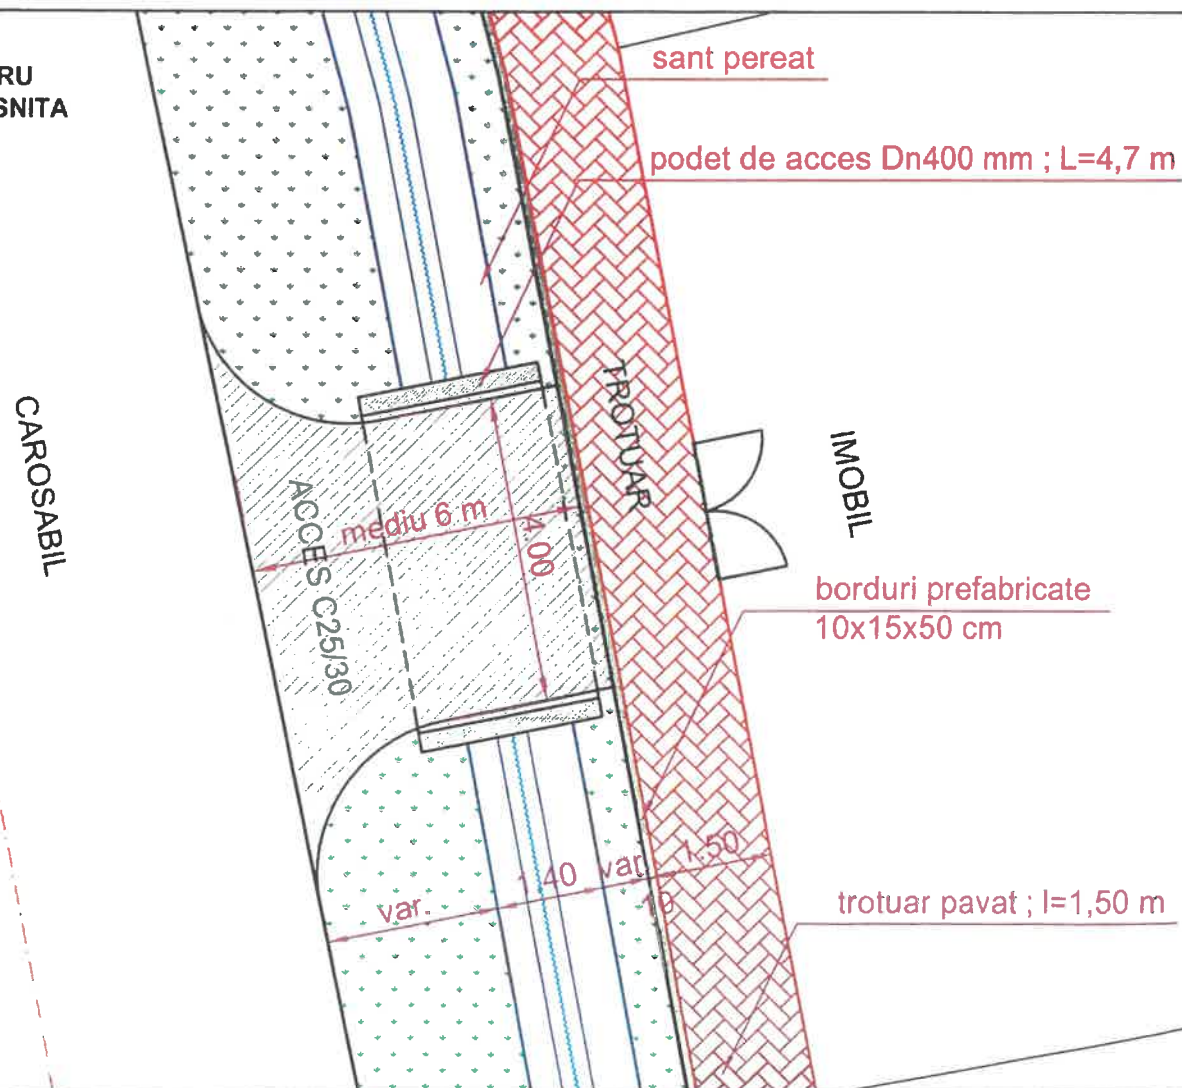 RU
SNITA
sant pereat
podet de acces Dn400 mm ; L=4,7 m
CAROSABIL
ACCES C25/30
mediu 6 m
4.00
TROTUAR
IMOBIL
borduri prefabricate
10x15x50 cm
var.
1.40
var.
10
1.50
trotuar pavat ; l=1,50 m